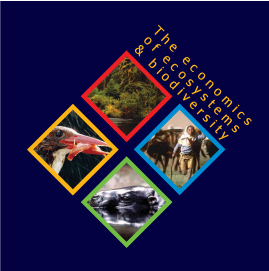 The economics
of ecosystems
& biodiversity